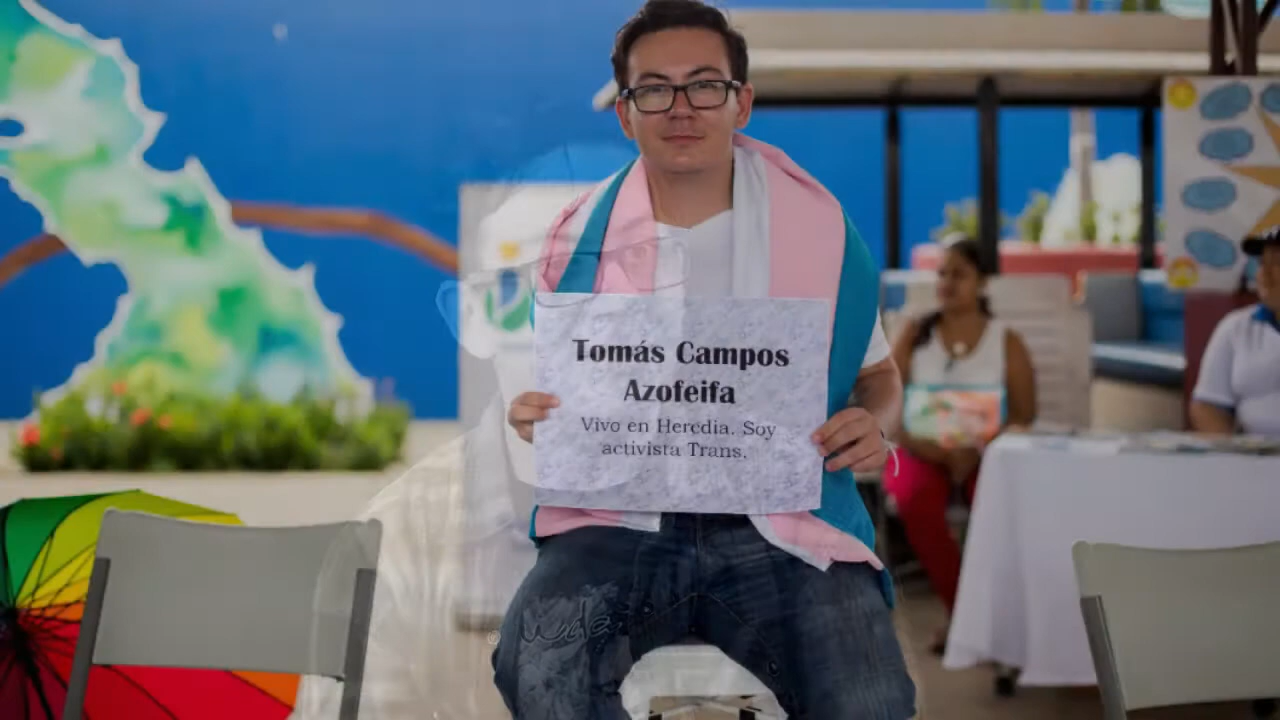 Tomás Campos
Azofeifa
Vivo en Heredia. Soy
activista Trans.